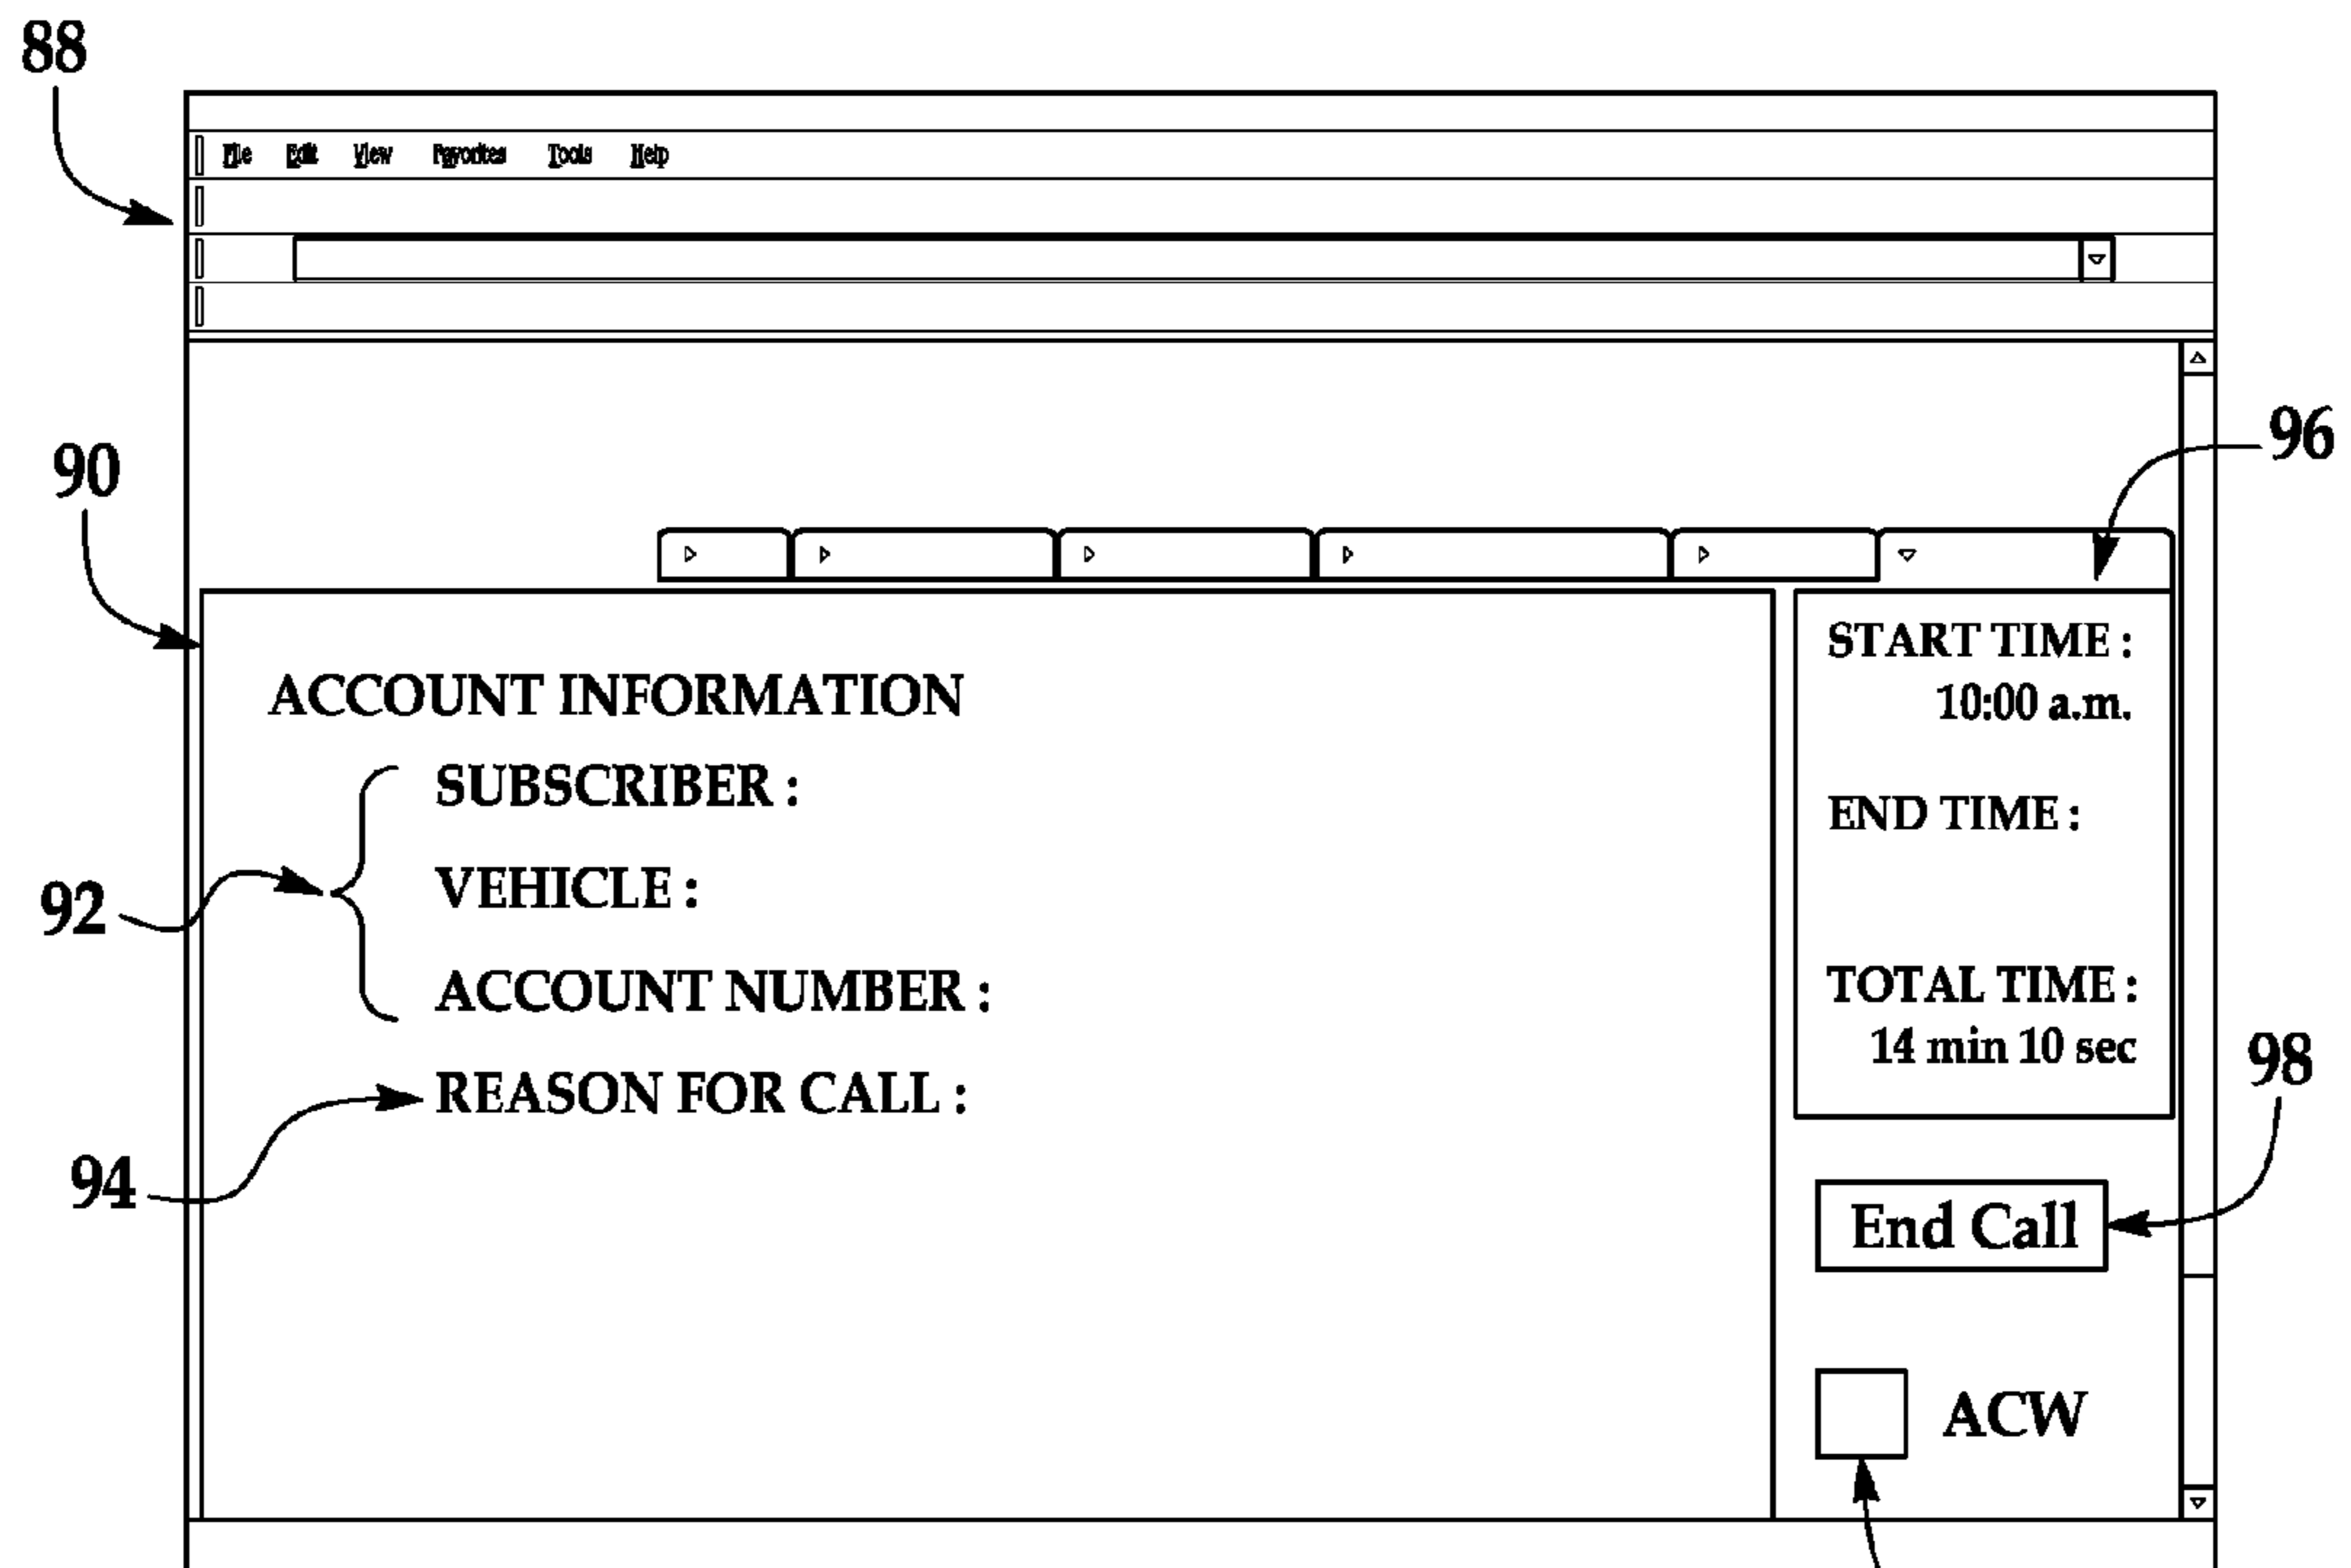 88
File Edit View Favorites Tools Help
90
96
START TIME :
10:00 a.m.
ACCOUNT INFORMATION
SUBSCRIBER :
END TIME :
92
VEHICLE :
ACCOUNT NUMBER :
TOTAL TIME :
14 min 10 sec
98
94
REASON FOR CALL :
End Call
ACW